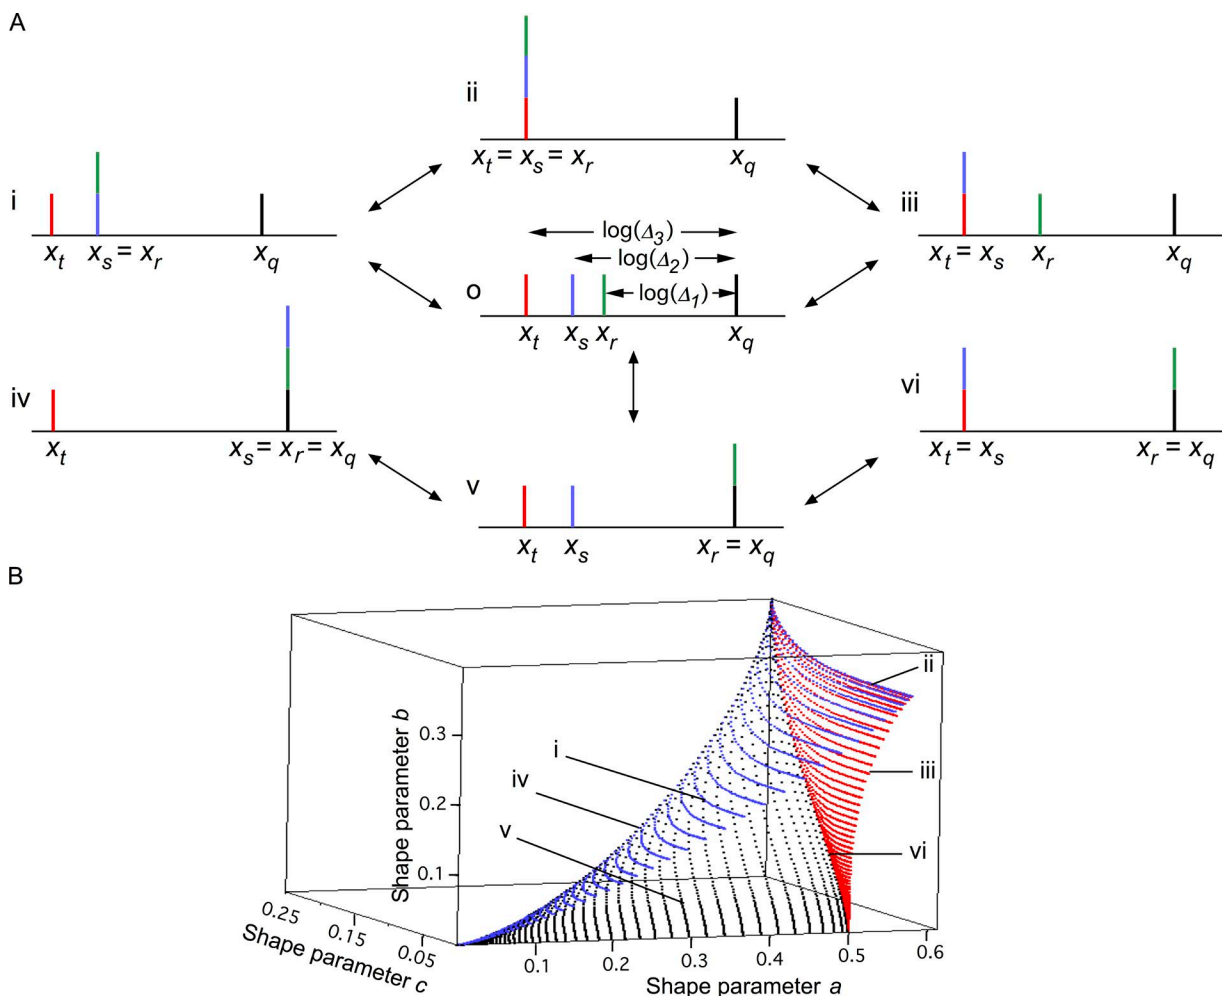 A
ii
x_t = x_s = x_r
x_q
i
x_t
x_s = x_r
x_q
iii
x_t = x_s
x_r
x_q
log(Δ_3)
log(Δ_2)
log(Δ_1)
o
x_t
x_s
x_r
x_q
iv
x_t
x_s = x_r = x_q
vi
x_t = x_s
x_r = x_q
v
x_t
x_s
x_r = x_q
B
ii
i
iii
iv
v
vi
Shape parameter b
0.3
0.2
0.1
0.25
0.15
0.05
Shape parameter c
0.1
0.2
0.3
0.4
0.5
0.6
Shape parameter a